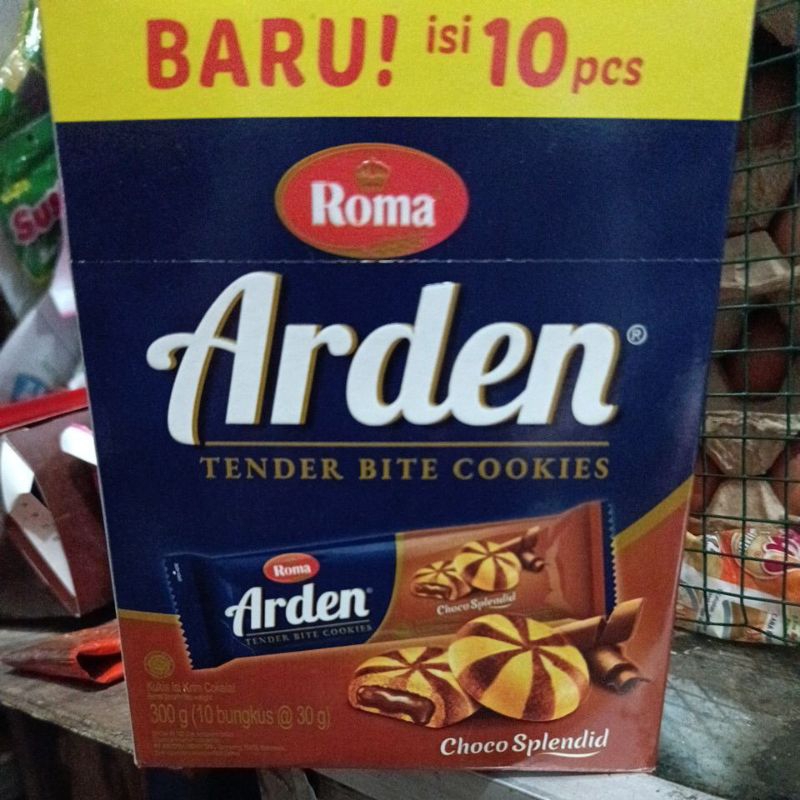 BARU! isi 10 pcs
Roma
Arden®
TENDER BITE COOKIES
Roma
Arden
TENDER BITE COOKIES
Choco Splendid
Kukis Isi Krim Cokelat
300 g (10 bungkus @ 30 g)
Choco Splendid